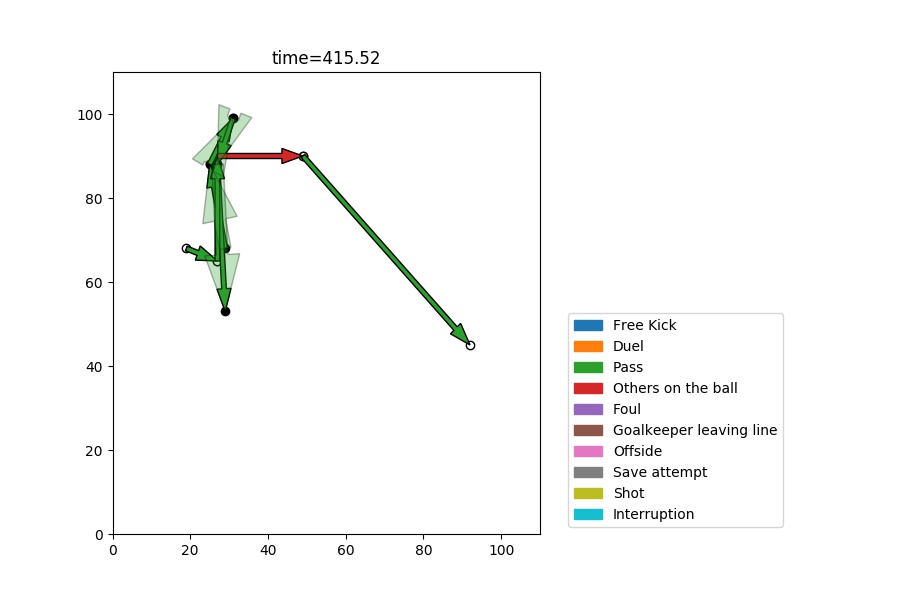 time=415.52
100
80
60
40
20
0
0 20 40 60 80 100
Free Kick
Duel
Pass
Others on the ball
Foul
Goalkeeper leaving line
Offside
Save attempt
Shot
Interruption